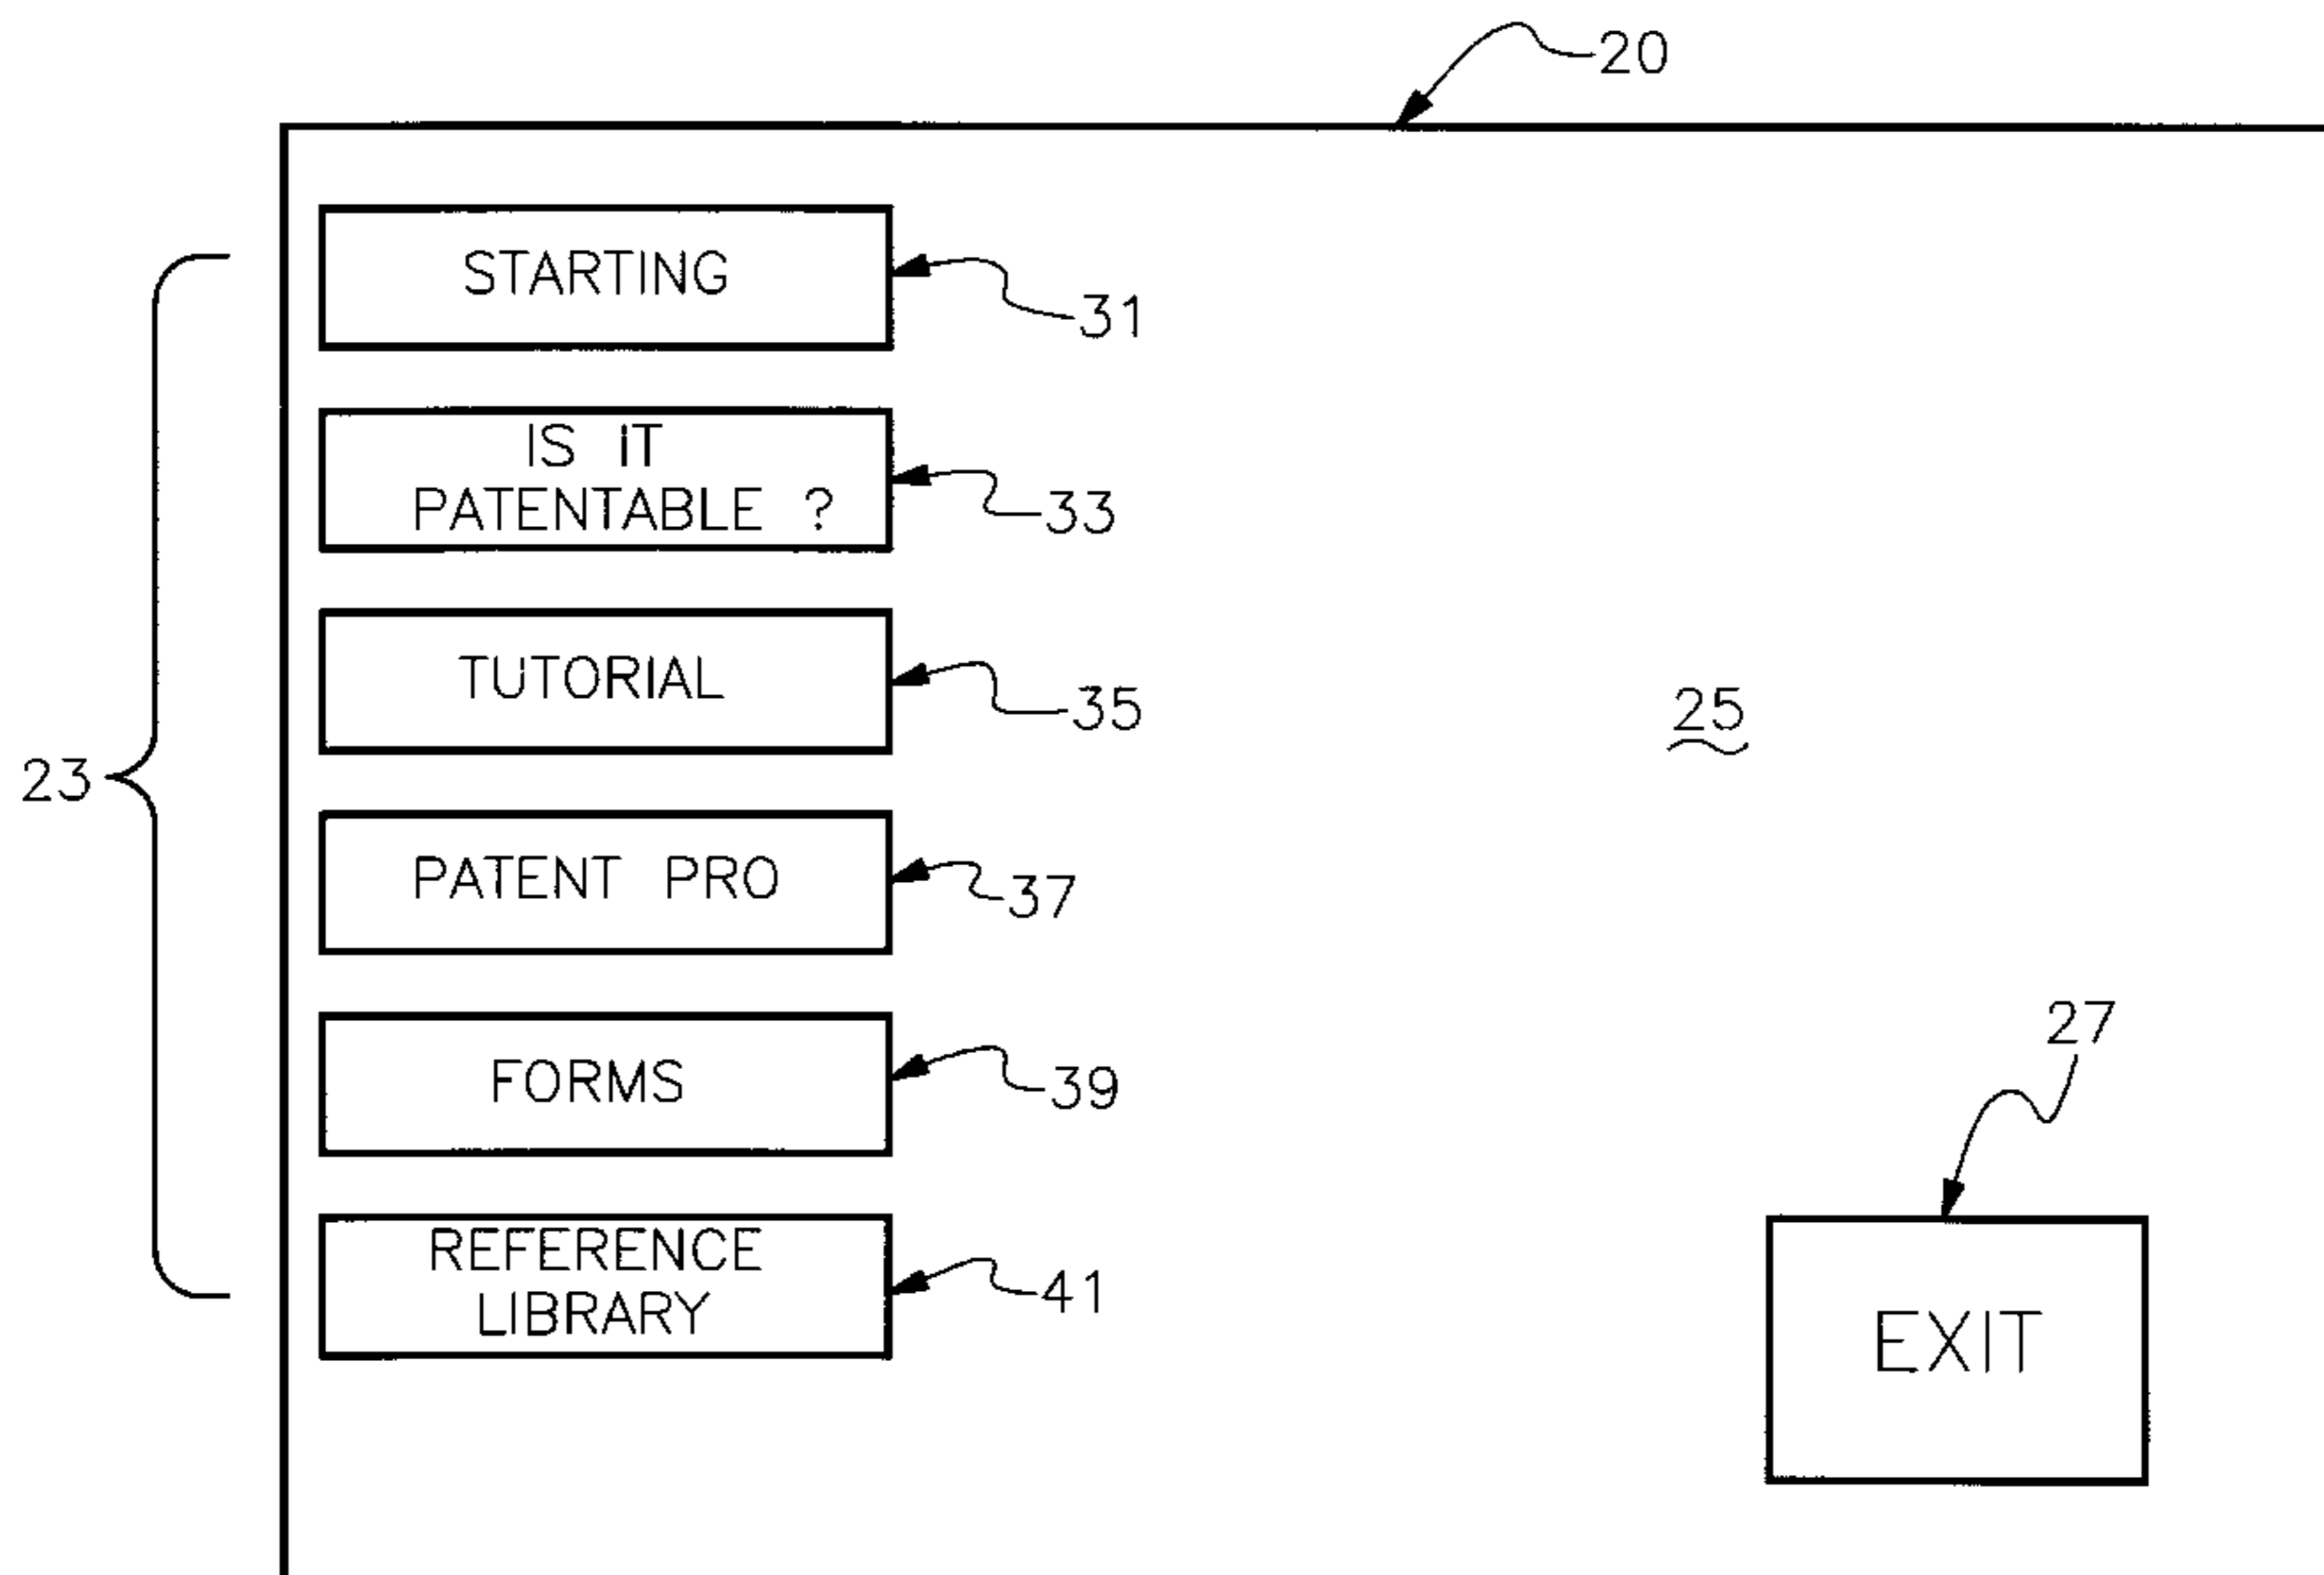 20
STARTING
31
IS IT
PATENTABLE ?
33
TUTORIAL
35
25
23
PATENT PRO
37
27
FORMS
39
REFERENCE
LIBRARY
41
EXIT